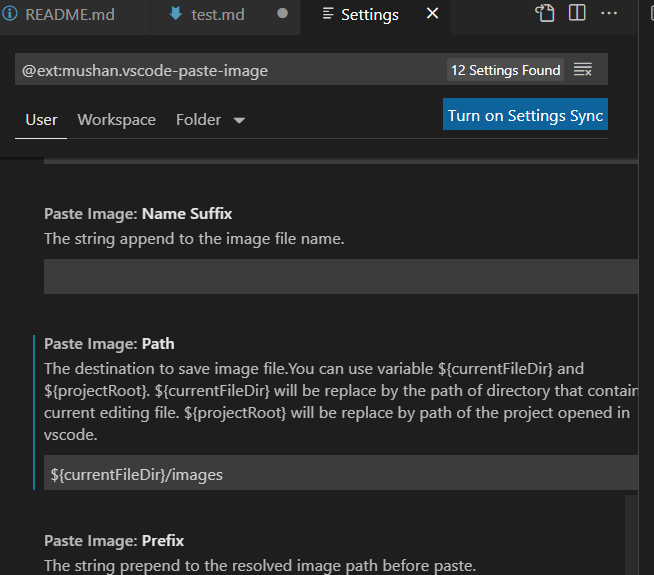 README.md test.md Settings
@ext:mushan.vscode-paste-image 12 Settings Found
User Workspace Folder Turn on Settings Sync
Paste Image: Name Suffix
The string append to the image file name.
Paste Image: Path
The destination to save image file.You can use variable ${currentFileDir} and
${projectRoot}. ${currentFileDir} will be replace by the path of directory that contain
current editing file. ${projectRoot} will be replace by path of the project opened in
vscode.
${currentFileDir}/images
Paste Image: Prefix
The string prepend to the resolved image path before paste.